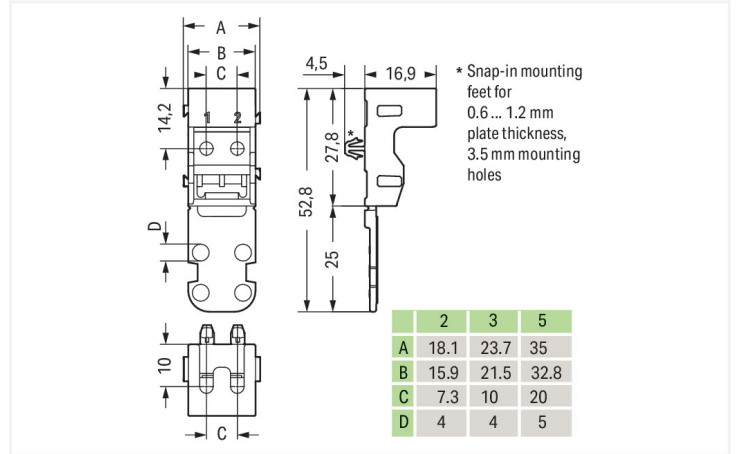 A
B
C
14,2
1 2
D
10
C
4,5
16,9
*
27,8
52,8
25
* Snap-in mounting
feet for
0.6 ... 1.2 mm
plate thickness,
3.5 mm mounting
holes
2 3 5
A 18.1 23.7 35
B 15.9 21.5 32.8
C 7.3 10 20
D 4 4 5